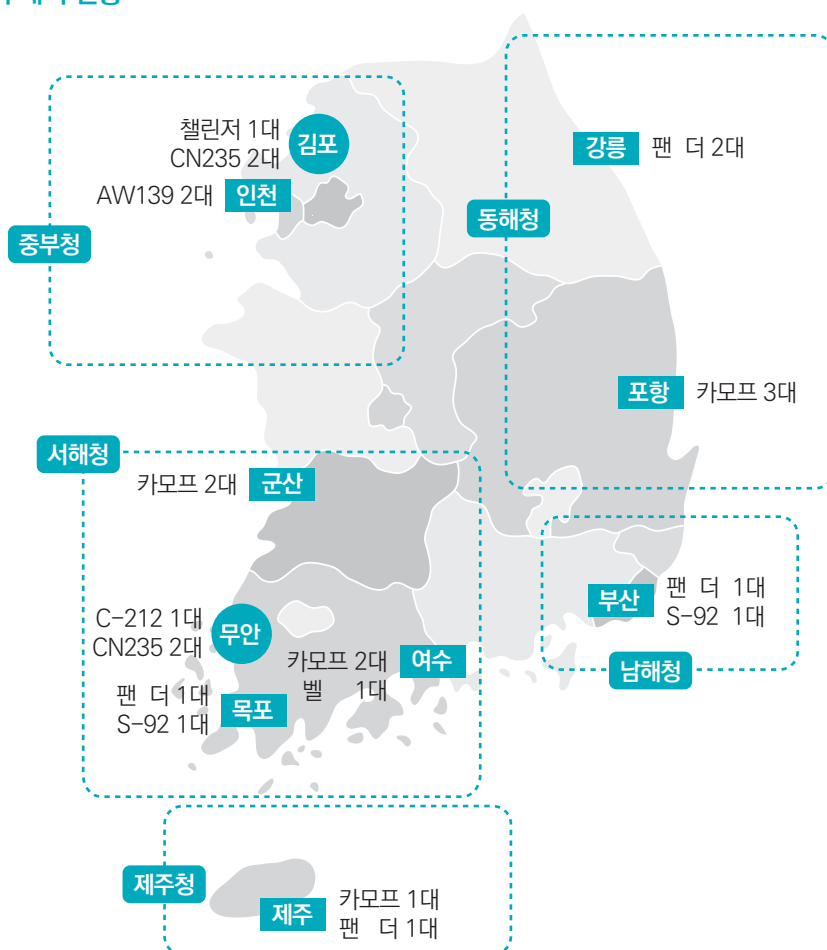 챌린저 1대
CN235 2대
김포
AW139 2대
인천
중부청
강릉
팬 더 2대
동해청
포항
카모프 3대
서해청
카모프 2대
군산
C-212 1대
CN235 2대
무안
카모프 2대
벨 1대
여수
팬 더 1대
S-92 1대
목포
부산
팬 더 1대
S-92 1대
남해청
제주청
제주
카모프 1대
팬 더 1대